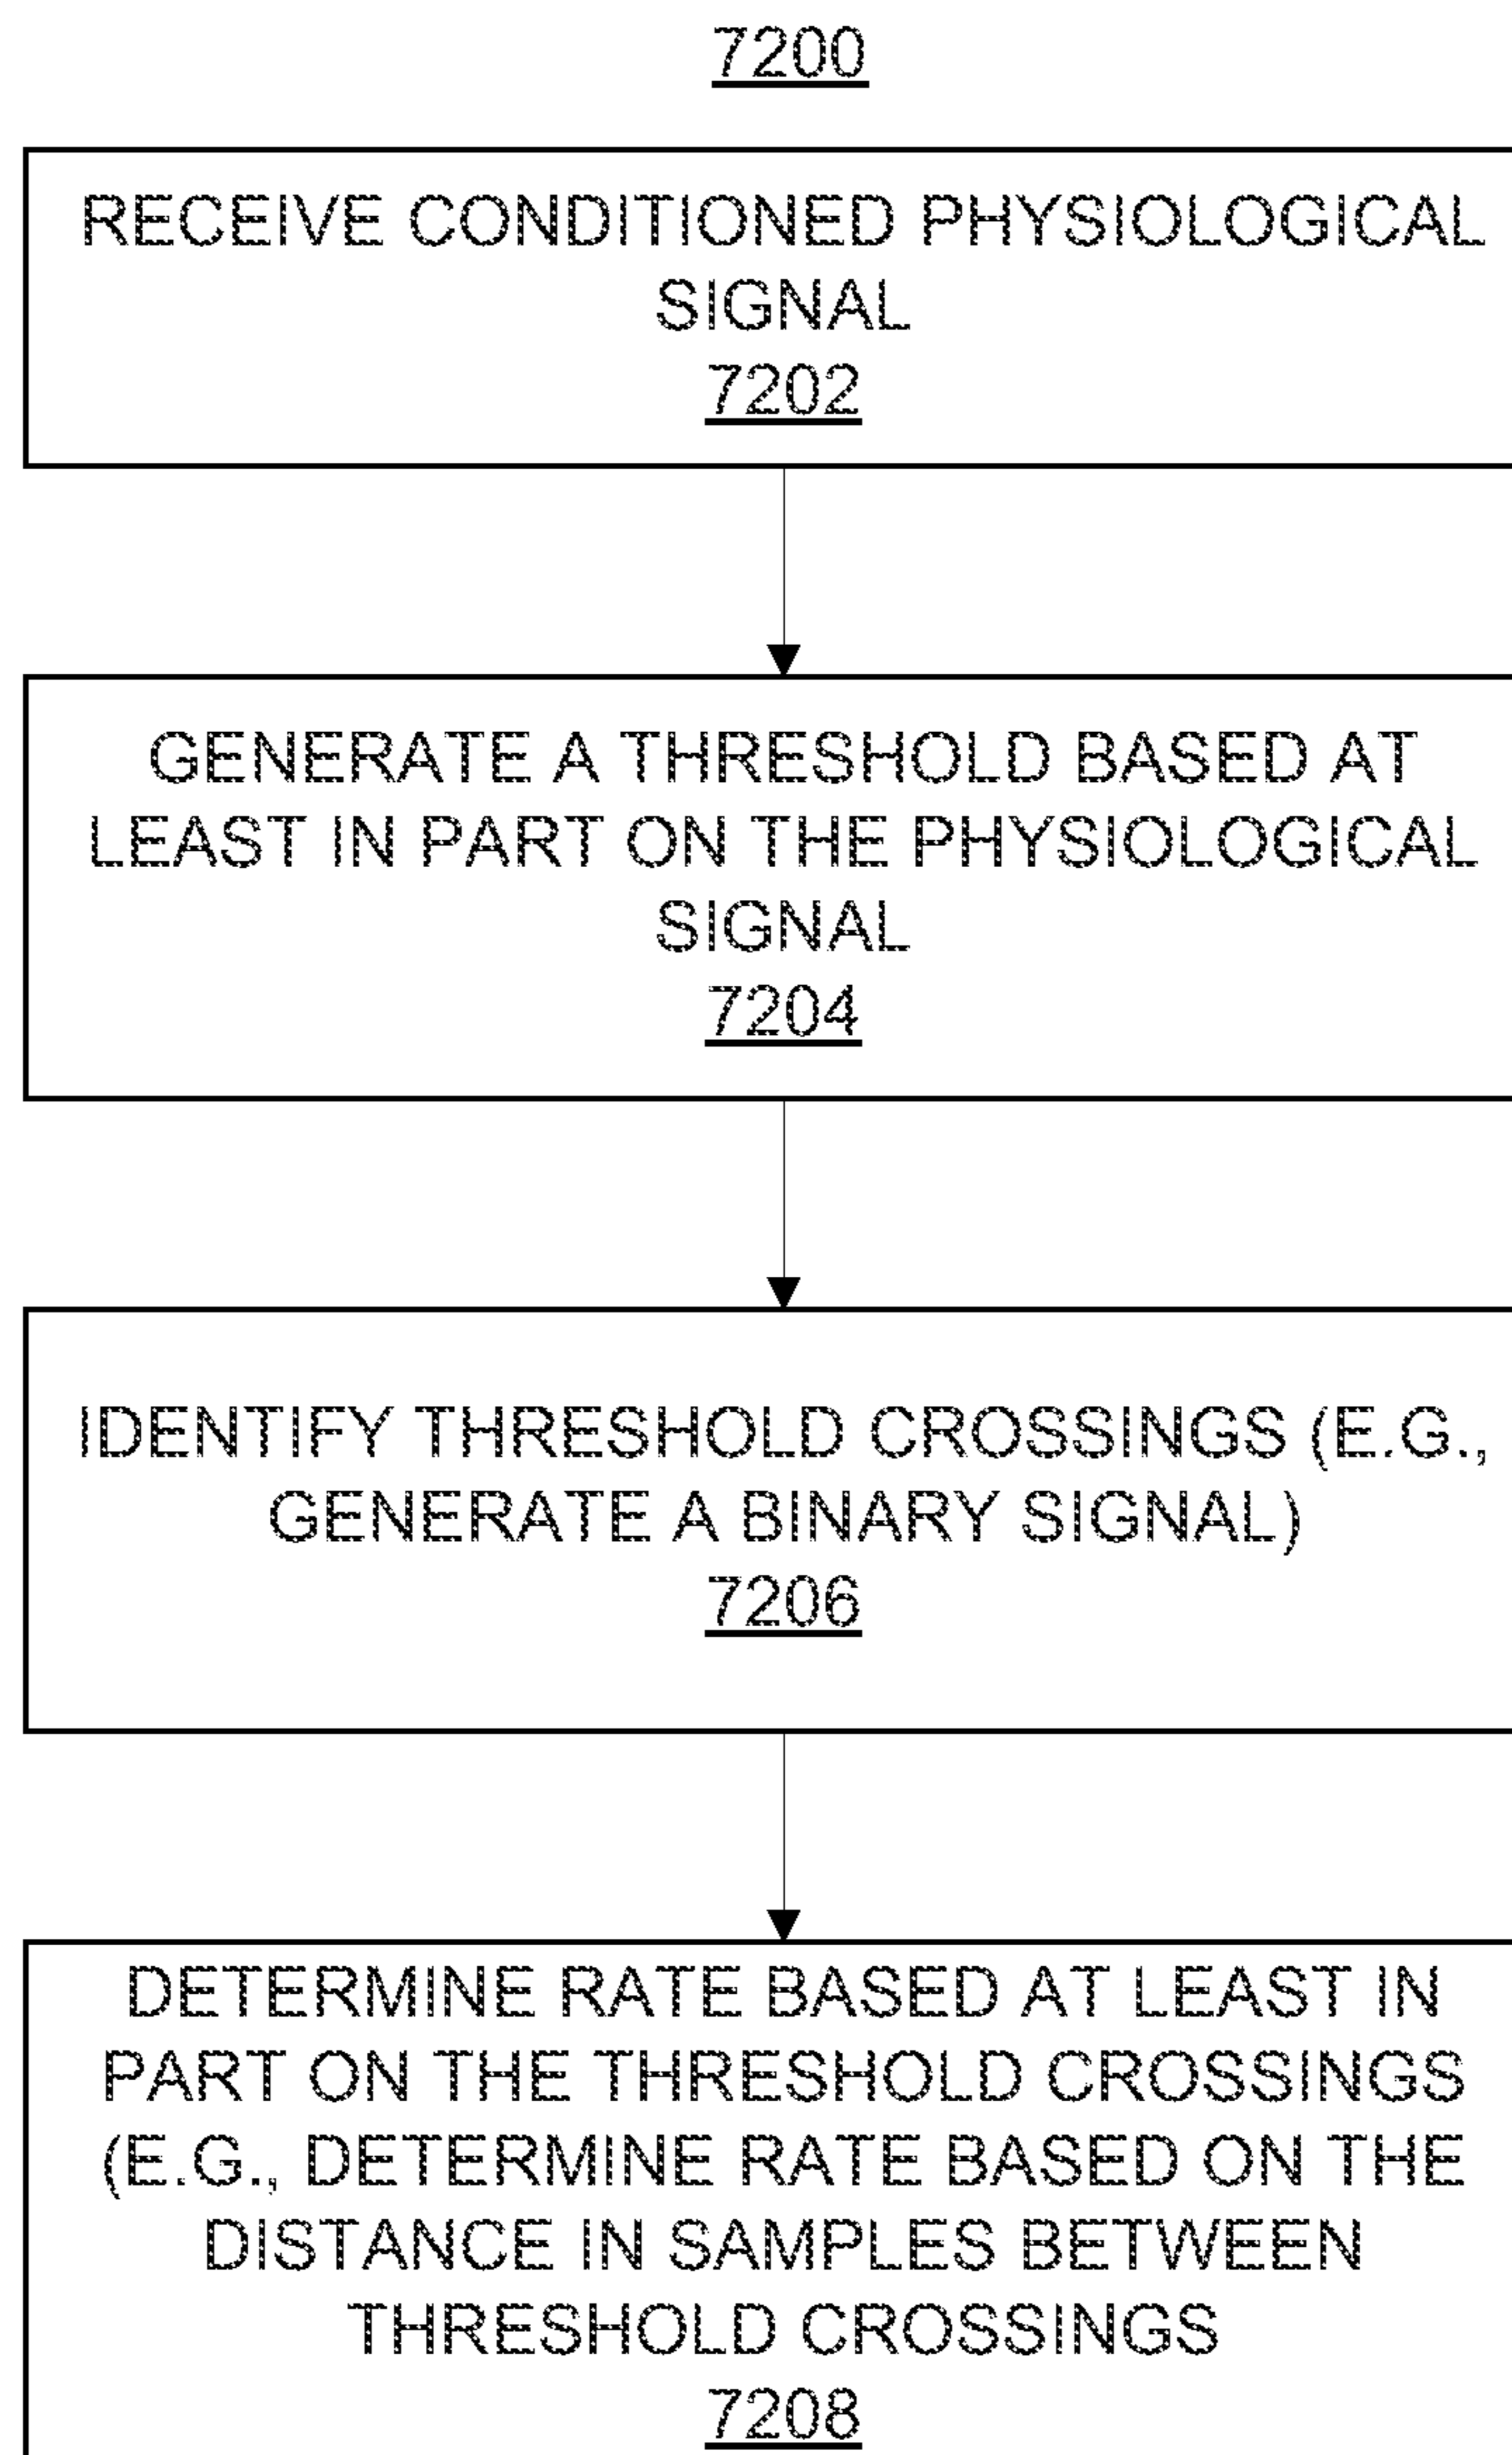 7200
RECEIVE CONDITIONED PHYSIOLOGICAL
SIGNAL
7202
GENERATE A THRESHOLD BASED AT
LEAST IN PART ON THE PHYSIOLOGICAL
SIGNAL
7204
IDENTIFY THRESHOLD CROSSINGS (E.G.,
GENERATE A BINARY SIGNAL)
7206
DETERMINE RATE BASED AT LEAST IN
PART ON THE THRESHOLD CROSSINGS
(E.G., DETERMINE RATE BASED ON THE
DISTANCE IN SAMPLES BETWEEN
THRESHOLD CROSSINGS
7208